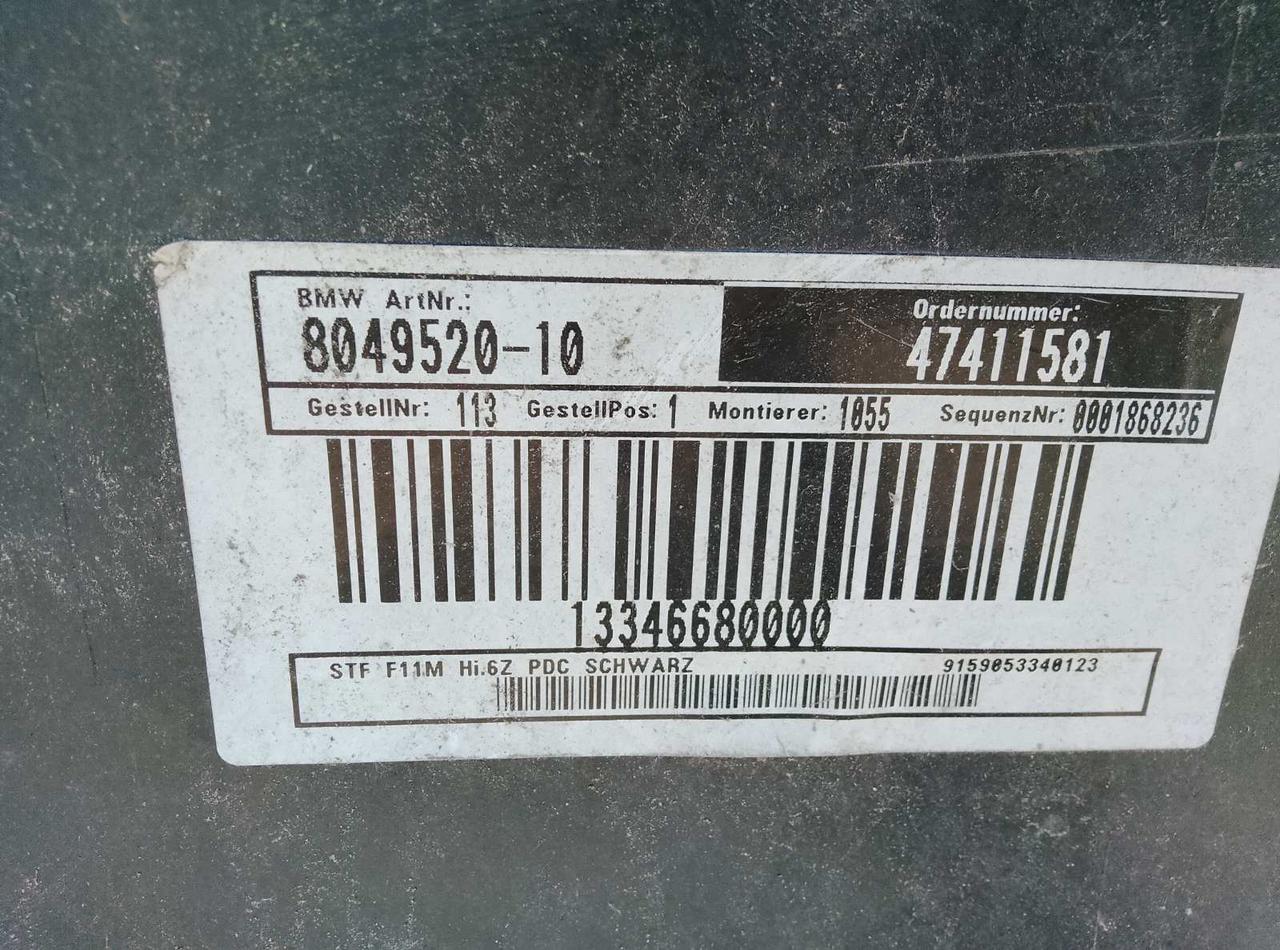 BMW ArtNr.:
8049520-10
Ordernummer:
47411581
GestellNr: 113 GestellPos: 1 Montierer: 1055 SequenzNr: 0001868236
13346680000
STF F11M Hi.6Z PDC SCHWARZ 9159053340123